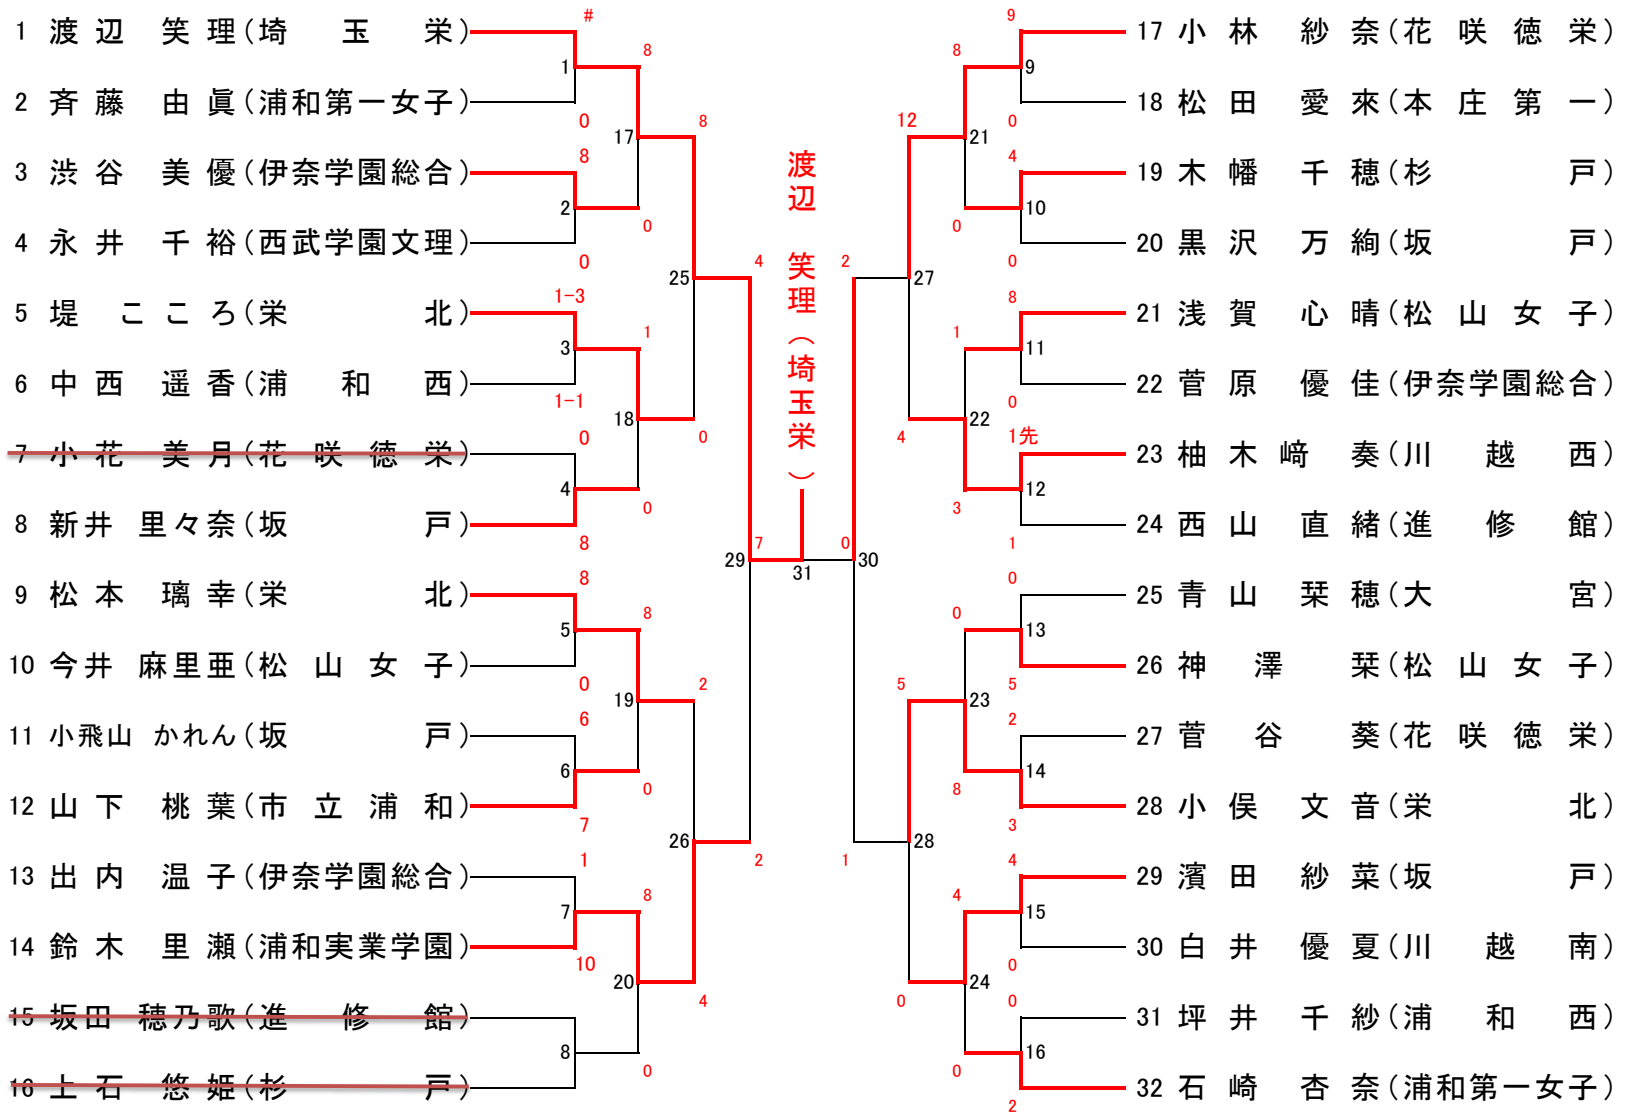 1 渡辺 笑理(埼玉栄)
2 斉藤 由眞(浦和第一女子)
3 渋谷 美優(伊奈学園総合)
4 永井 千裕(西武学園文理)
5 堤 こころ(栄北)
6 中西 遥香(浦和西)
7 小花 美月(花咲徳栄)
8 新井 里々奈(坂戸)
9 松本 璃幸(栄北)
10 今井 麻里亜(松山女子)
11 小飛山 かれん(坂戸)
12 山下 桃葉(市立浦和)
13 出内 温子(伊奈学園総合)
14 鈴木 里瀬(浦和実業学園)
15 坂田 穂乃歌(進修館)
16 上石 悠姫(杉戸)
#
0
8
0
1-3
1-1
0
8
8
0
6
7
1
10
1
2
3
4
5
6
7
8
8
0
1
0
8
0
8
0
17
18
19
20
8
0
2
4
25
26
4
2
29
7
渡辺 笑理(埼玉栄)
31
0
30
2
1
27
28
12
4
5
0
21
22
23
24
8
0
1
3
0
8
4
0
9
10
11
12
13
14
15
16
9
0
4
0
8
0
1先
1
0
5
2
3
4
0
0
2
17 小林 紗奈(花咲徳栄)
18 松田 愛來(本庄第一)
19 木幡 千穂(杉戸)
20 黒沢 万絢(坂戸)
21 浅賀 心晴(松山女子)
22 菅原 優佳(伊奈学園総合)
23 柚木﨑 奏(川越西)
24 西山 直緒(進修館)
25 青山 栞穂(大宮)
26 神澤 栞(松山女子)
27 菅谷 葵(花咲徳栄)
28 小俣 文音(栄北)
29 濱田 紗菜(坂戸)
30 白井 優夏(川越南)
31 坪井 千紗(浦和西)
32 石崎 杏奈(浦和第一女子)